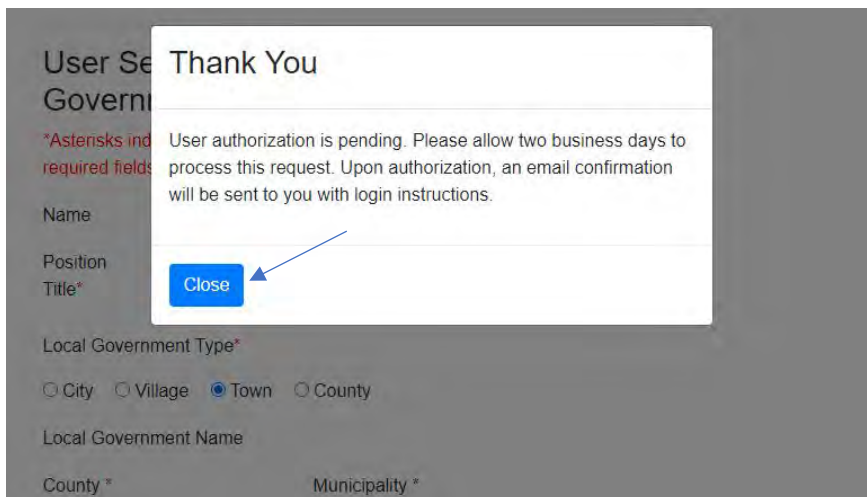 User Se
Thank You
Governm
*Asterisks ind
User authorization is pending. Please allow two business days to
required fields
process this request. Upon authorization, an email confirmation
will be sent to you with login instructions.
Name
Position
Title*
Close
Local Government Type*
City Village Town County
Local Government Name
County * Municipality *